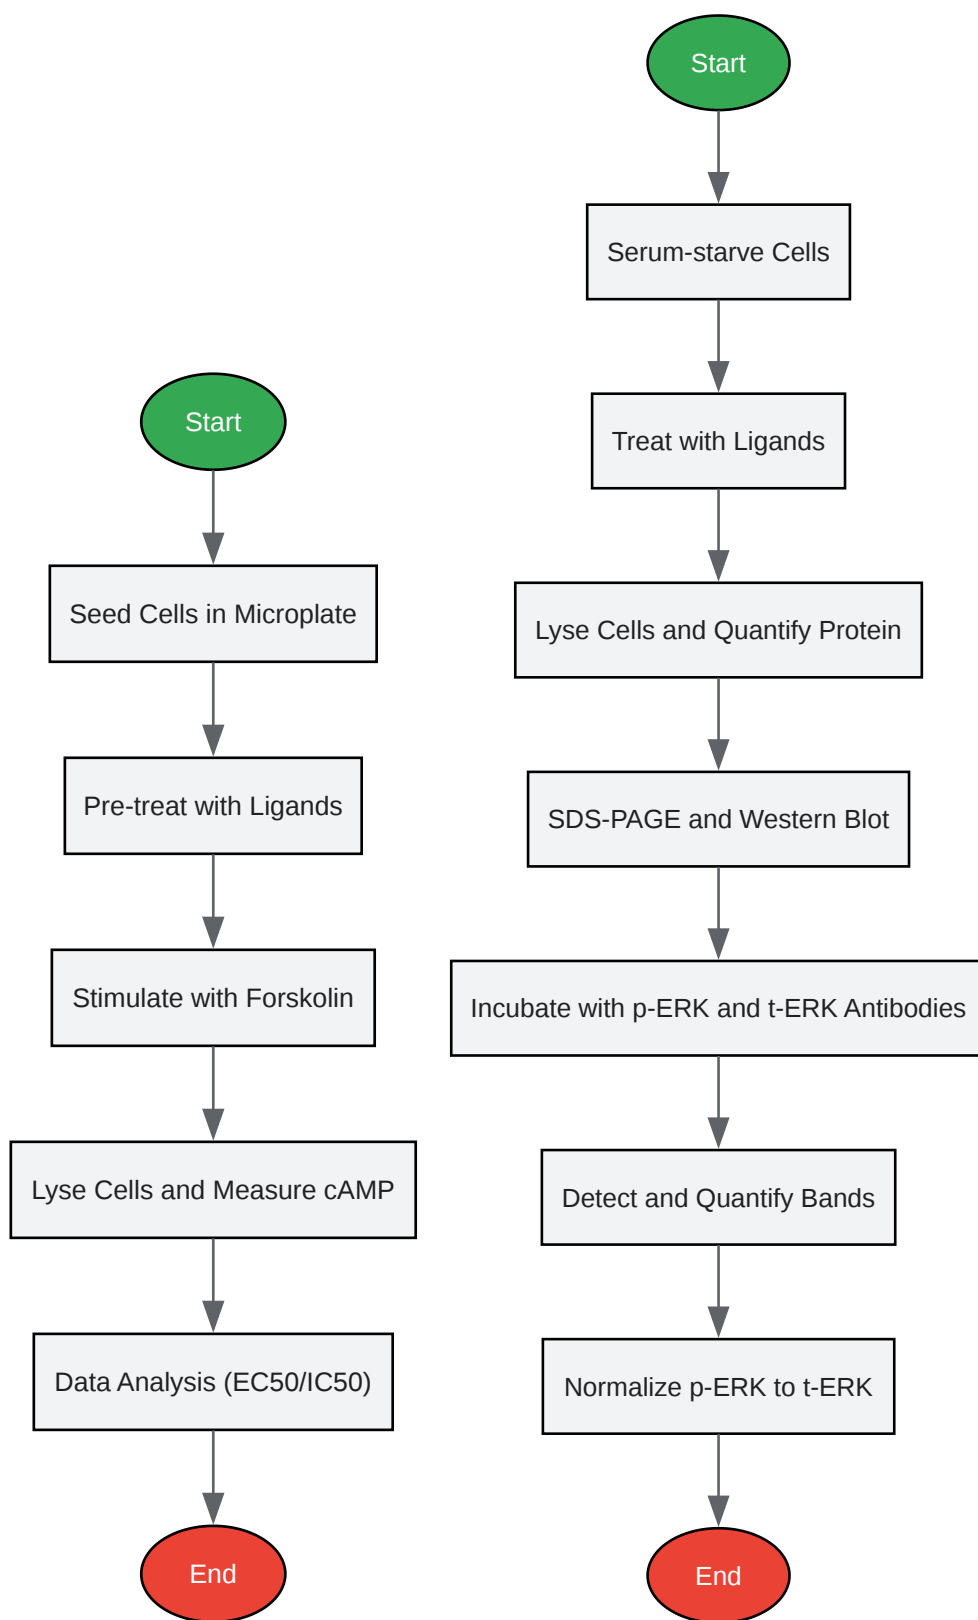 Start
Seed Cells in Microplate
Pre-treat with Ligands
Stimulate with Forskolin
Lyse Cells and Measure cAMP
Data Analysis (EC50/IC50)
End
Start
Serum-starve Cells
Treat with Ligands
Lyse Cells and Quantify Protein
SDS-PAGE and Western Blot
Incubate with p-ERK and t-ERK Antibodies
Detect and Quantify Bands
Normalize p-ERK to t-ERK
End